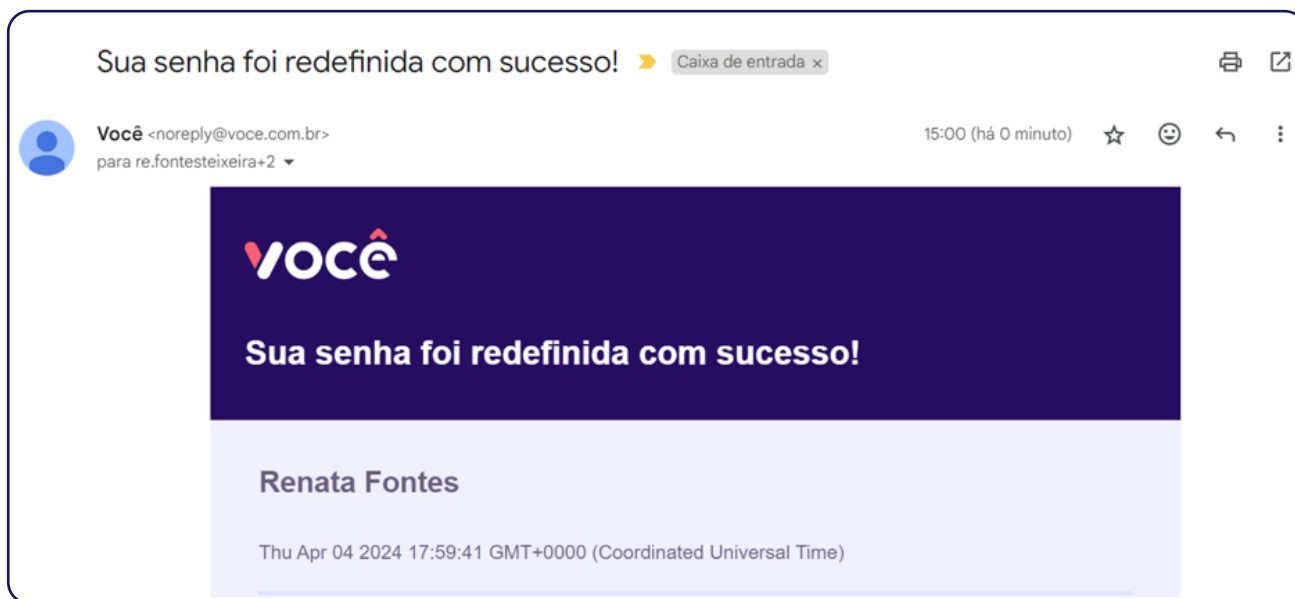 Sua senha foi redefinida com sucesso! Caixa de entrada ×
Você <noreply@voce.com.br> 15:00 (há 0 minuto)
para re.fontesteixeira+2
você
Sua senha foi redefinida com sucesso!
Renata Fontes
Thu Apr 04 2024 17:59:41 GMT+0000 (Coordinated Universal Time)